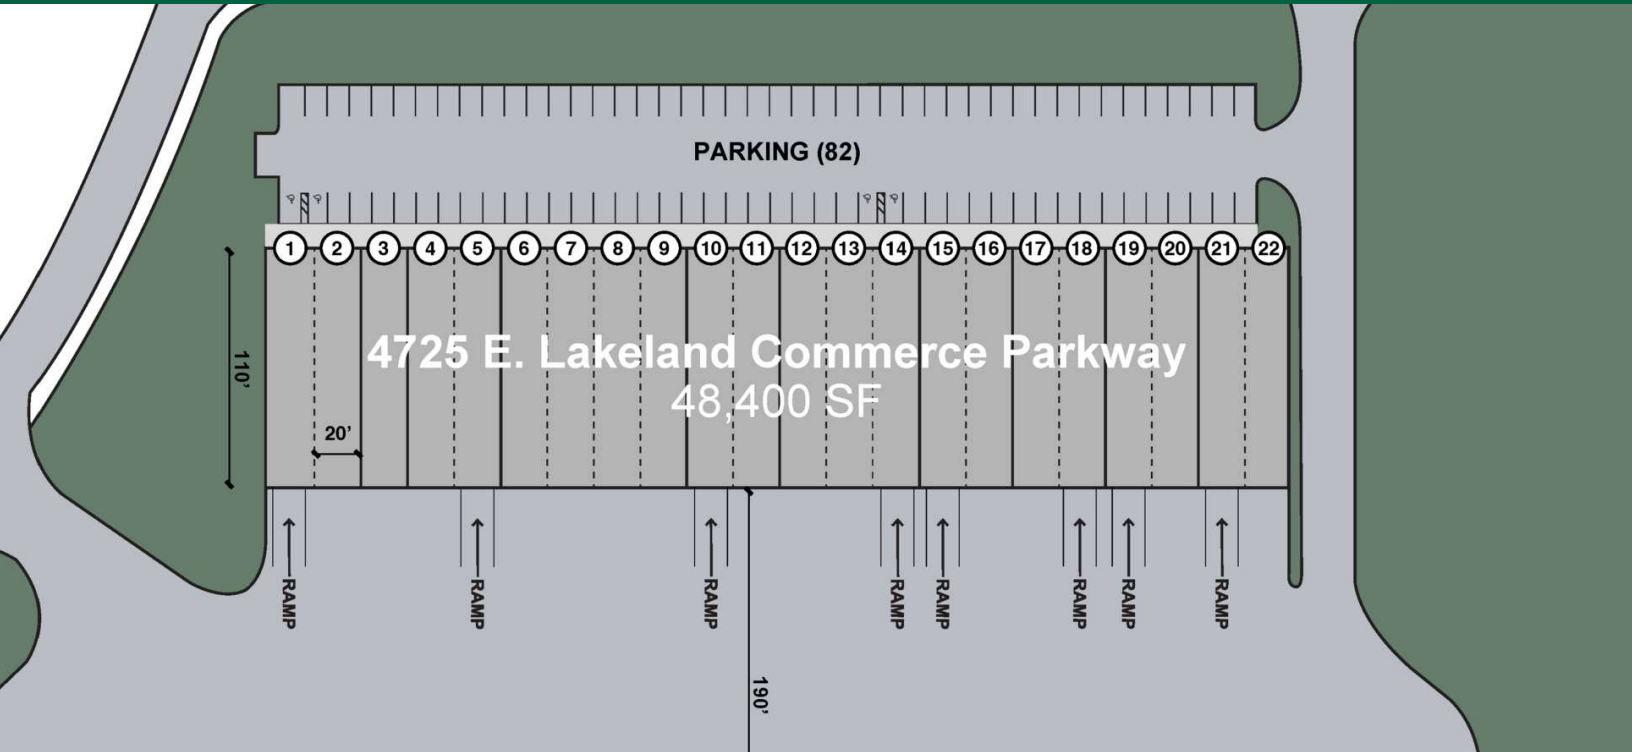 PARKING (82)
1 2 3 4 5 6 7 8 9 10 11 12 13 14 15 16 17 18 19 20 21 22
110’
4725 E. Lakeland Commerce Parkway
48,400 SF
20’
RAMP RAMP RAMP RAMP RAMP RAMP RAMP RAMP
190’